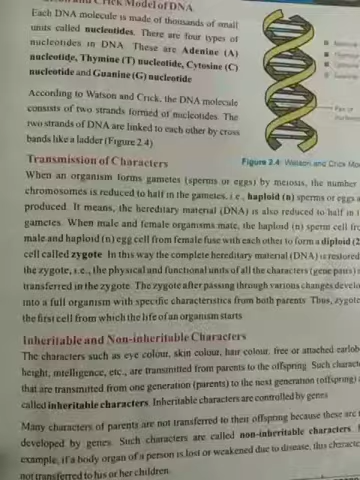 Crick Model of DNA
Each DNA molecule is made of thousands of small
units called nucleotides. There are four types of
nucleotides in DNA. These are Adenine (A)
nucleotide, Thymine (T) nucleotide, Cytosine (C)
nucleotide and Guanine (G) nucleotide
According to Watson and Crick, the DNA molecule
consists of two strands formed of nucleotides. The
two strands of DNA are linked to each other by cross
bands like a ladder (Figure 2.4)
Figure 2.4: Watson and Crick
Transmission of Characters
When an organism forms gametes (sperms or eggs) by meiosis, the number
chromosomes is reduced to half in the gametes, i.e., haploid (n) sperms or eggs
produced. It means, the hereditary material (DNA) is also reduced to half in
gametes. When male and female organisms mate, the haploid (n) sperm cell
male and haploid (n) egg cell from female fuse with each other to form a diploid
cell called zygote In this way the complete hereditary material (DNA) is restored
the zygote, i.e., the physical and functional units of all the characters (gene pairs)
transferred in the zygote. The zygote after passing through various changes
into a full organism with specific characteristics from both parents Thus, zygote
the first cell from which the life of an organism starts
Inheritable and Non-inheritable Characters
The characters such as eye colour, skin colour, hair colour, free or attached
height, intelligence, etc., are transmitted from parents to the offspring. Such
that are transmitted from one generation (parents) to the next generation (offspring)
called inheritable characters. Inheritable characters are controlled by genes
Many characters of parents are not transferred to their offspring because these are
developed by genes. Such characters are called non-inheritable characters.
example, if a body organ of a person is lost or weakened due to disease, this
not transferred to his or her children.